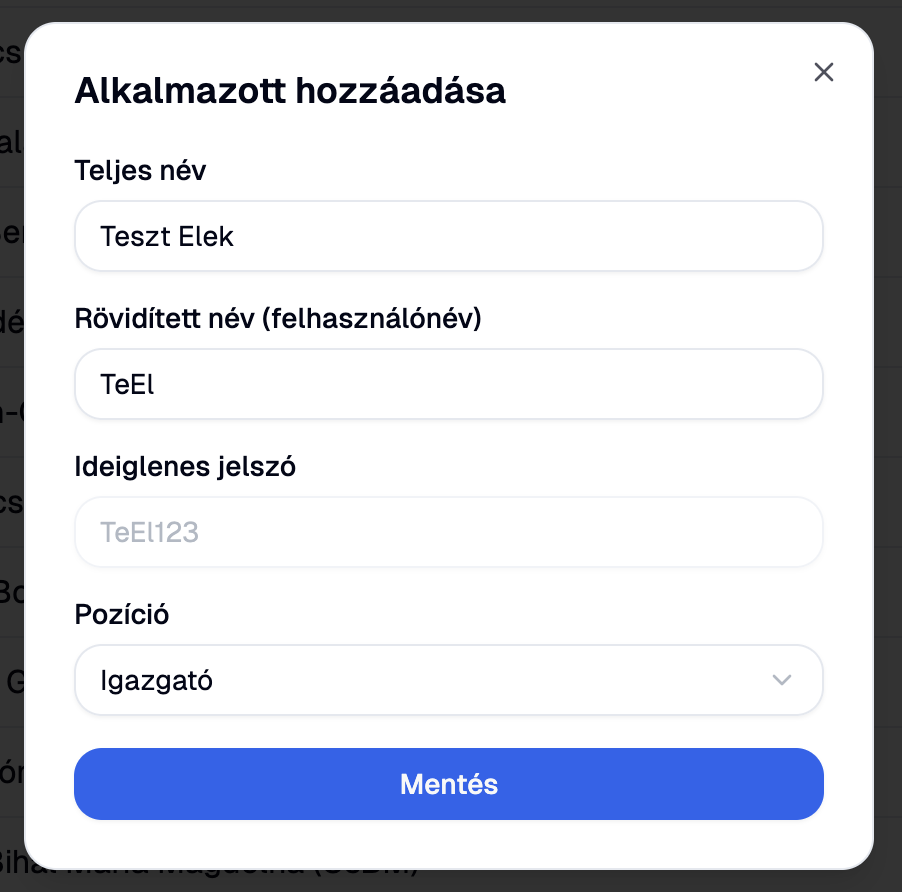 Alkalmazott hozzáadása
Teljes név
Teszt Elek
Rövidített név (felhasználónév)
TeEl
Ideiglenes jelszó
TeEl123
Pozíció
Igazgató
Mentés